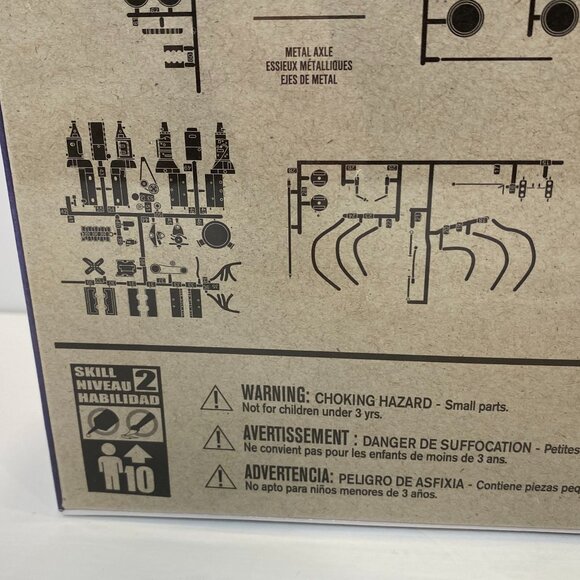 METAL AXLE
ESSIEUX MÉTALLIQUES
EJES DE METAL
SKILL
NIVEAU 2
HABILIDAD
10
WARNING: CHOKING HAZARD - Small parts.
Not for children under 3 yrs.
AVERTISSEMENT : DANGER DE SUFFOCATION - Petites
Ne convient pas pour les enfants de moins de 3 ans.
ADVERTENCIA: PELIGRO DE ASFIXIA - Contiene piezas
No apto para niños menores de 3 años.